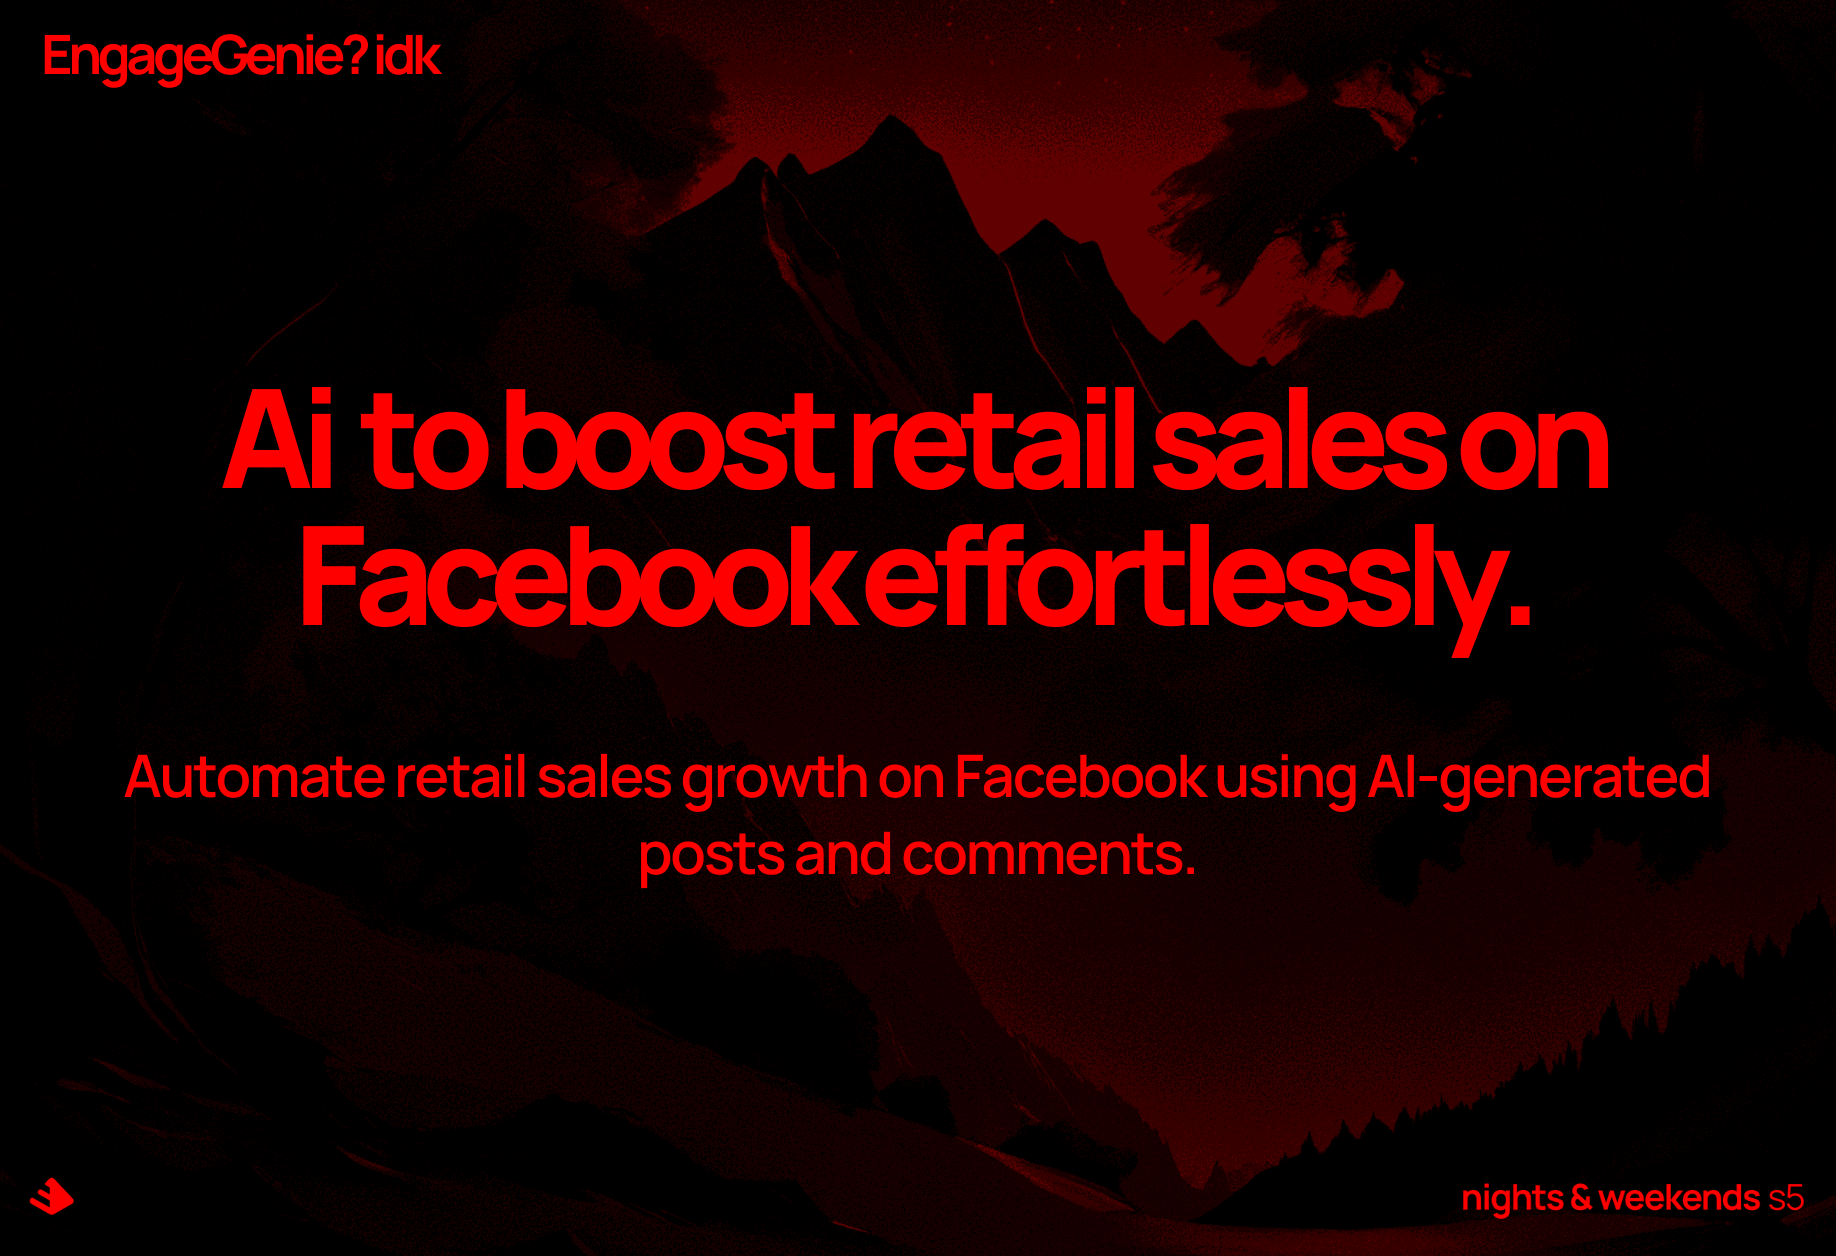 EngageGenie? idk
Ai to boost retail sales on
Facebook effortlessly.
Automate retail sales growth on Facebook using AI-generated
posts and comments.
nights & weekends s5